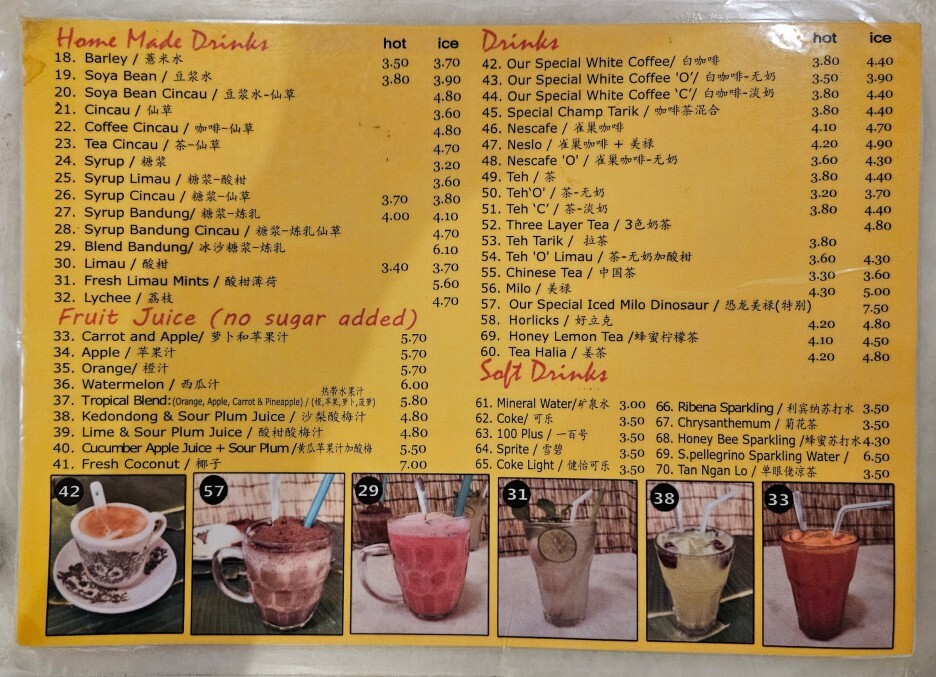 Home Made Drinks hot ice
18. Barley / 薏米水 3.50 3.70
19. Soya Bean / 豆浆水 3.80 3.90
20. Soya Bean Cincau / 豆浆水-仙草 4.80
21. Cincau / 仙草 3.60
22. Coffee Cincau / 咖啡-仙草 4.80
23. Tea Cincau / 茶-仙草 4.70
24. Syrup / 糖浆 3.20
25. Syrup Limau / 糖浆-酸柑 3.60
26. Syrup Cincau / 糖浆-仙草 3.70 3.80
27. Syrup Bandung/ 糖浆-炼乳 4.00 4.10
28. Syrup Bandung Cincau / 糖浆-炼乳仙草 4.70
29. Blend Bandung/ 冰沙糖浆-炼乳 6.10
30. Limau / 酸柑 3.40 3.70
31. Fresh Limau Mints / 酸柑薄荷 5.60
32. Lychee / 荔枝 4.70
Fruit Juice (no sugar added)
33. Carrot and Apple/ 萝卜和苹果汁 5.70
34. Apple / 苹果汁 5.70
35. Orange/ 橙汁 5.70
36. Watermelon / 西瓜汁 6.00
热带水果汁
37. Tropical Blend:(Orange, Apple, Carrot & Pineapple) / (橙,苹果,萝卜,菠萝) 5.80
38. Kedondong & Sour Plum Juice / 沙梨酸梅汁 4.80
39. Lime & Sour Plum Juice / 酸柑酸梅汁 4.80
40. Cucumber Apple Juice + Sour Plum /黄瓜苹果汁加酸梅 5.50
41. Fresh Coconut / 椰子 7.00
Drinks hot ice
42. Our Special White Coffee/ 白咖啡 3.80 4.40
43. Our Special White Coffee 'O'/ 白咖啡-无奶 3.50 3.90
44. Our Special White Coffee 'C'/ 白咖啡-淡奶 3.80 4.40
45. Special Champ Tarik / 咖啡茶混合 3.80 4.40
46. Nescafe / 雀巢咖啡 4.10 4.70
47. Neslo / 雀巢咖啡 + 美禄 4.20 4.90
48. Nescafe 'O' / 雀巢咖啡-无奶 3.60 4.30
49. Teh / 茶 3.80 4.40
50. Teh'O' / 茶-无奶 3.20 3.70
51. Teh 'C' / 茶-淡奶 3.80 4.40
52. Three Layer Tea / 3色奶茶 4.80
53. Teh Tarik / 拉茶 3.80
54. Teh 'O' Limau / 茶-无奶加酸柑 3.60 4.30
55. Chinese Tea / 中国茶 3.30 3.60
56. Milo / 美禄 4.30 5.00
57. Our Special Iced Milo Dinosaur / 恐龙美禄(特别) 7.50
58. Horlicks / 好立克 4.20 4.80
69. Honey Lemon Tea /蜂蜜柠檬茶 4.10 4.50
60. Tea Halia / 姜茶 4.20 4.80
Soft Drinks
61. Mineral Water/矿泉水 3.00
62. Coke/ 可乐 3.50
63. 100 Plus / 一百号 3.50
64. Sprite / 雪碧 3.50
65. Coke Light / 健怡可乐 3.50
66. Ribena Sparkling / 利宾纳苏打水 3.50
67. Chrysanthemum / 菊花茶 3.50
68. Honey Bee Sparkling /蜂蜜苏打水 4.30
69. S.pellegrino Sparkling Water / 6.50
70. Tan Ngan Lo / 单眼佬凉茶 3.50
42 57 29 31 38 33